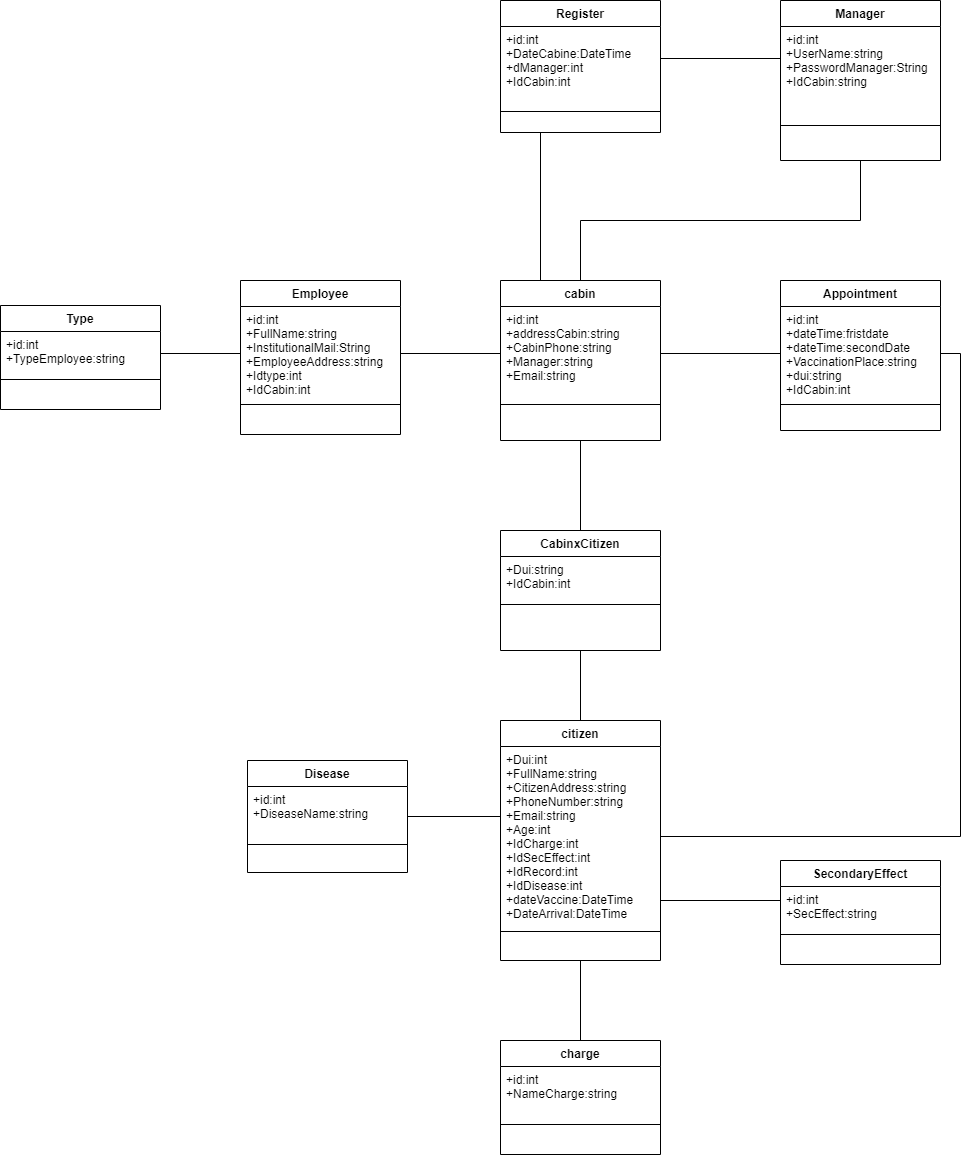 Register
+id:int
+DateCabine:DateTime
+dManager:int
+IdCabin:int
Manager
+id:int
+UserName:string
+PasswordManager:String
+IdCabin:string
Type
+id:int
+TypeEmployee:string
Employee
+id:int
+FullName:string
+InstitutionalMail:String
+EmployeeAddress:string
+Idtype:int
+IdCabin:int
cabin
+id:int
+addressCabin:string
+CabinPhone:string
+Manager:string
+Email:string
Appointment
+id:int
+dateTime:fristdate
+dateTime:secondDate
+VaccinationPlace:string
+dui:string
+IdCabin:int
CabinxCitizen
+Dui:string
+IdCabin:int
Disease
+id:int
+DiseaseName:string
citizen
+Dui:int
+FullName:string
+CitizenAddress:string
+PhoneNumber:string
+Email:string
+Age:int
+IdCharge:int
+IdSecEffect:int
+IdRecord:int
+IdDisease:int
+dateVaccine:DateTime
+DateArrival:DateTime
SecondaryEffect
+id:int
+SecEffect:string
charge
+id:int
+NameCharge:string